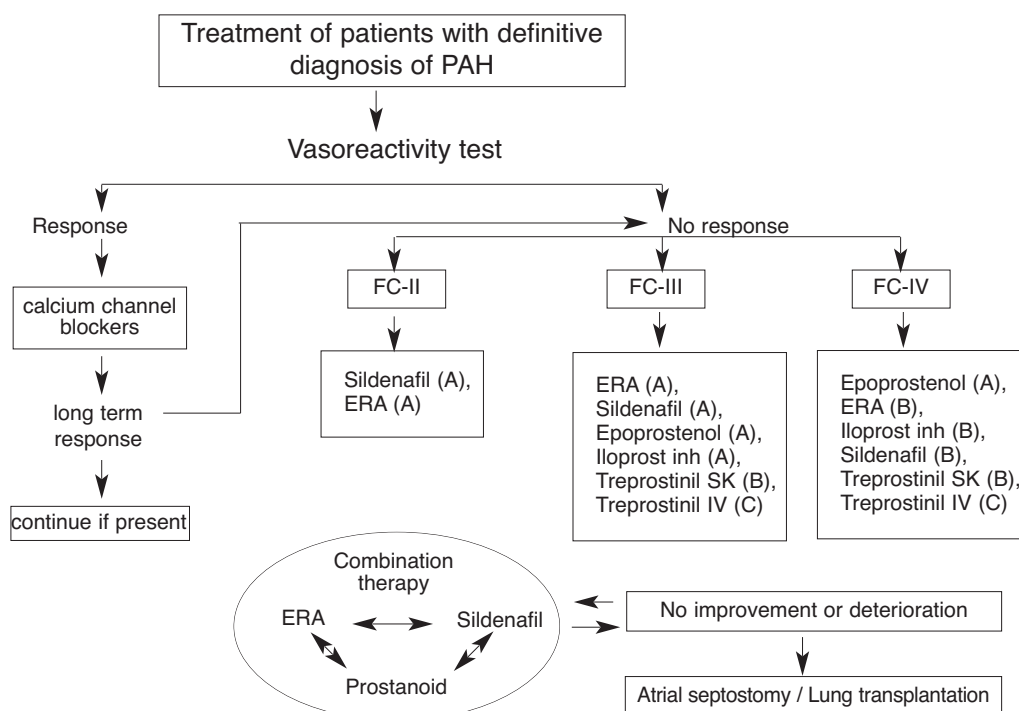 Treatment of patients with definitive
diagnosis of PAH
Vasoreactivity test
Response
No response
calcium channel
blockers
long term
response
continue if present
FC-II
FC-III
FC-IV
Sildenafil (A),
ERA (A)
ERA (A),
Sildenafil (A),
Epoprostenol (A),
Iloprost inh (A),
Treprostinil SK (B),
Treprostinil IV (C)
Epoprostenol (A),
ERA (B),
Iloprost inh (B),
Sildenafil (B),
Treprostinil SK (B),
Treprostinil IV (C)
Combination
therapy
ERA
Sildenafil
Prostanoid
No improvement or deterioration
Atrial septostomy / Lung transplantation